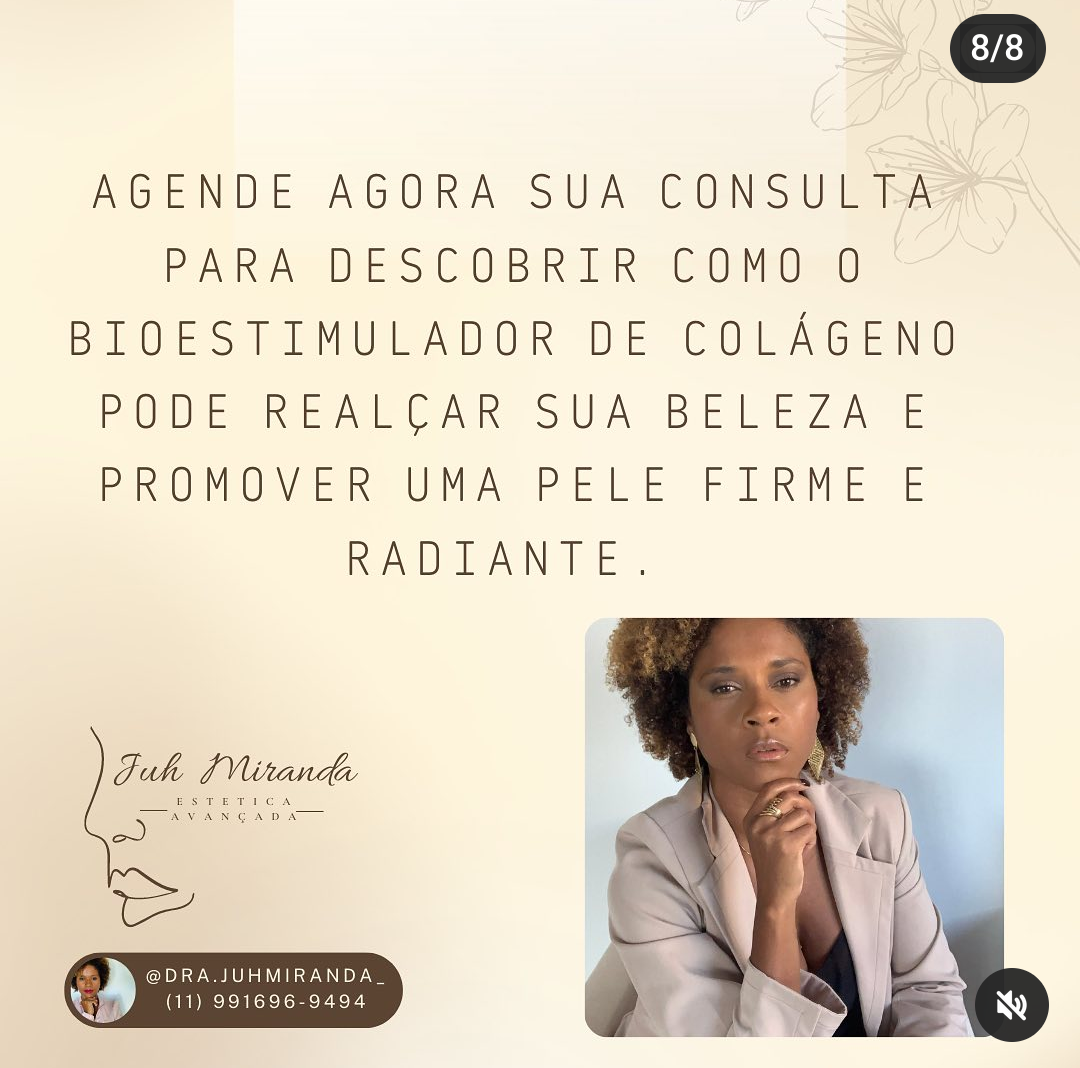 8/8
AGENDE AGORA SUA CONSULTA
PARA DESCOBRIR COMO O
BIOESTIMULADOR DE COLÁGENO
PODE REALÇAR SUA BELEZA E
PROMOVER UMA PELE FIRME E
RADIANTE.
Juh Miranda
ESTETICA
AVANÇADA
@DRA.JUHMIRANDA_
(11) 991696-9494